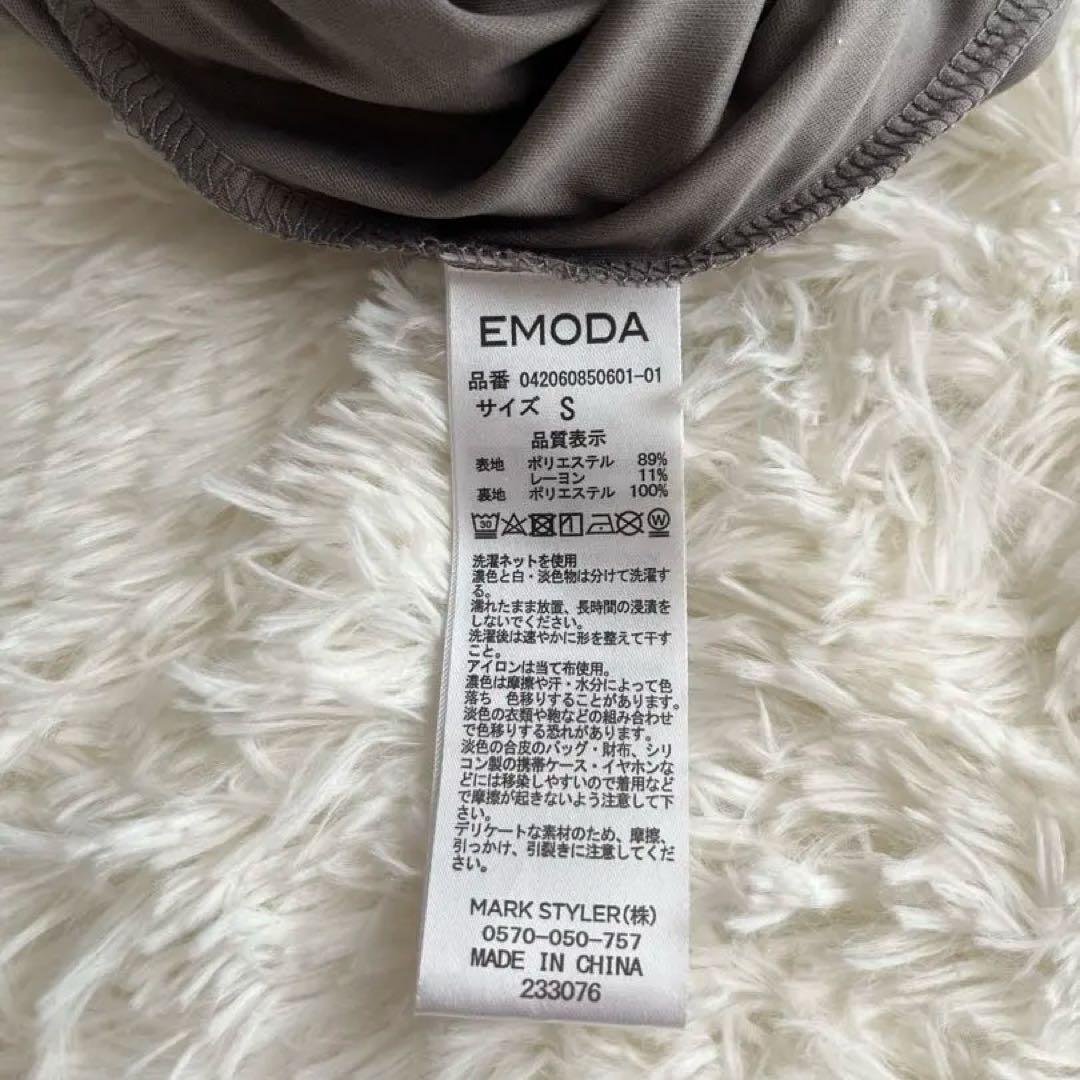 EMODA
品番 042060850601-01
サイズ S
品質表示
表地 ポリエステル 89%
レーヨン 11%
裏地 ポリエステル 100%
30 W
洗濯ネットを使用
濃色と白・淡色物は分けて洗濯す
る。
濡れたまま放置、長時間の浸漬を
しないでください。
洗濯後は速やかに形を整えて干す
こと。
アイロンは当て布使用。
濃色は摩擦や汗・水分によって色
落ち 色移りすることがあります。
淡色の衣類や鞄などの組み合わせ
で色移りする恐れがあります。
淡色の合皮のバッグ・財布、シリ
コン製の携帯ケース・イヤホンな
どには移染しやすいので着用など
で摩擦が起きないよう注意して下
さい。
デリケートな素材のため、摩擦、
引っかけ、引裂きに注意してくだ
さい。
MARK STYLER(株)
0570-050-757
MADE IN CHINA
233076